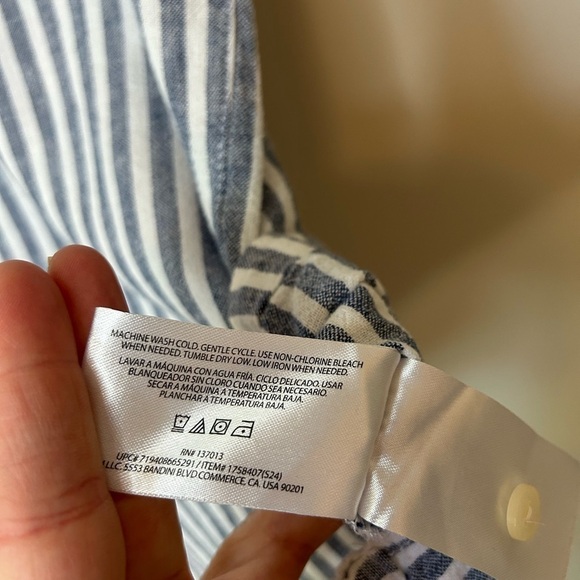 MACHINE WASH COLD. GENTLE CYCLE. USE NON-CHLORINE BLEACH
WHEN NEEDED. TUMBLE DRY LOW. LOW IRON WHEN NEEDED.
LAVAR A MÁQUINA CON AGUA FRÍA. CICLO DELICADO. USAR
BLANQUEADOR SIN CLORO CUANDO SEA NECESARIO.
SECAR A MÁQUINA A TEMPERATURA BAJA.
PLANCHAR A TEMPERATURA BAJA.
RN# 137013
UPC# 719408665291 / ITEM# 1758407(S24)
LLC. 5553 BANDINI BLVD COMMERCE, CA. USA 90201